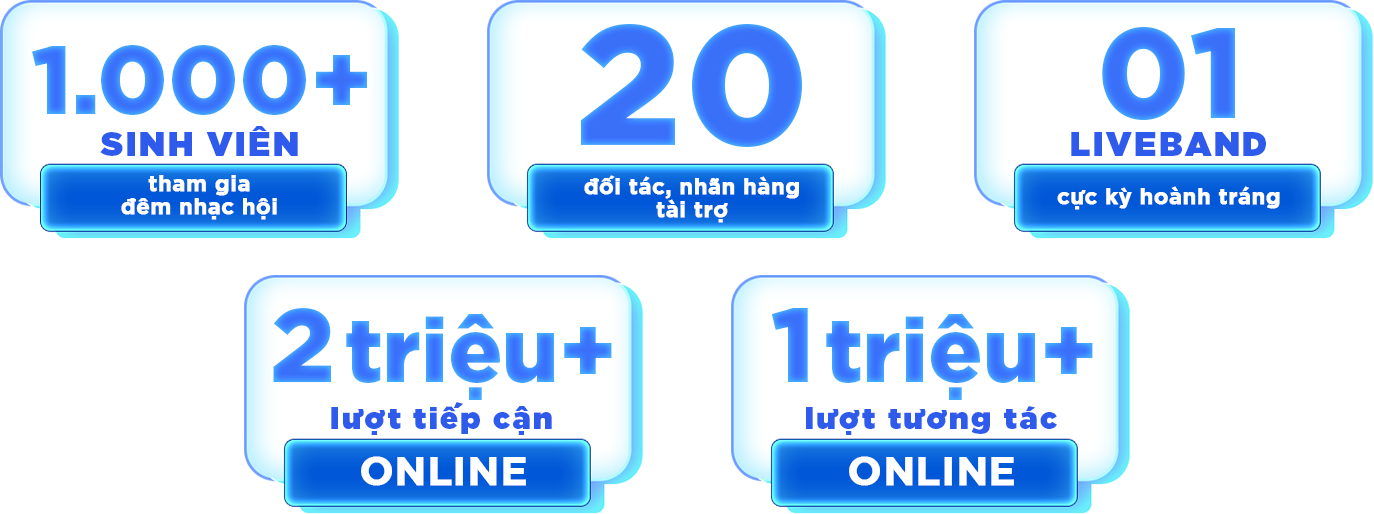 1.000+
SINH VIÊN
tham gia
đêm nhạc hội
20
đối tác, nhãn hàng
tài trợ
01
LIVEBAND
cực kỳ hoành tráng
2 triệu+
lượt tiếp cận
ONLINE
1 triệu+
lượt tương tác
ONLINE